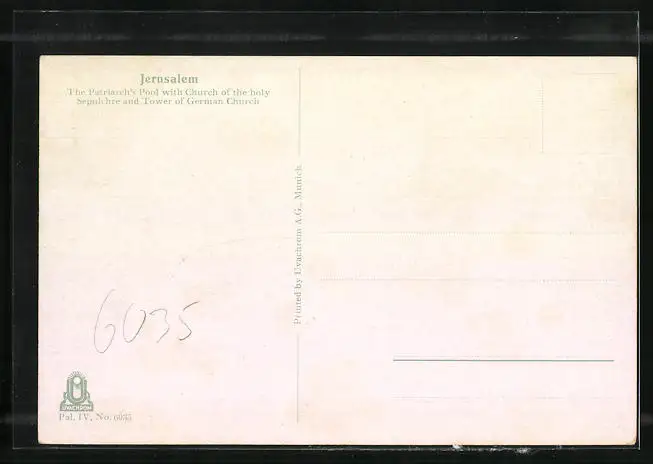 Jerusalem
The Patriarch's Pool with Church of the holy
Sepulchre and Tower of German Church
Printed by Uvachrom A.G., Munich.
6035
UVACHROM
Pal. IV, No. 6035